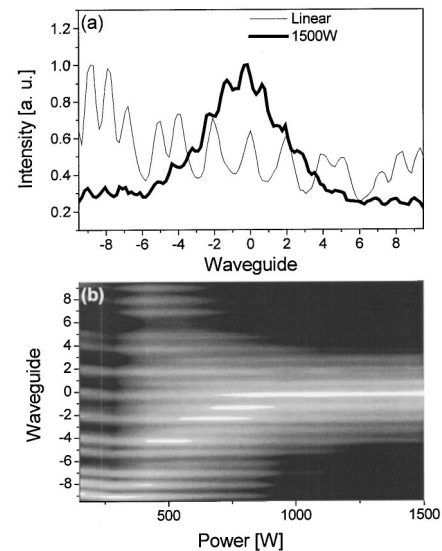 (a)
Linear
1500W
1.2
1.0
0.8
0.6
0.4
0.2
Intensity [a. u.]
-8 -6 -4 -2 0 2 4 6 8
Waveguide
(b)
8
6
4
2
0
-2
-4
-6
-8
Waveguide
500 1000 1500
Power [W]